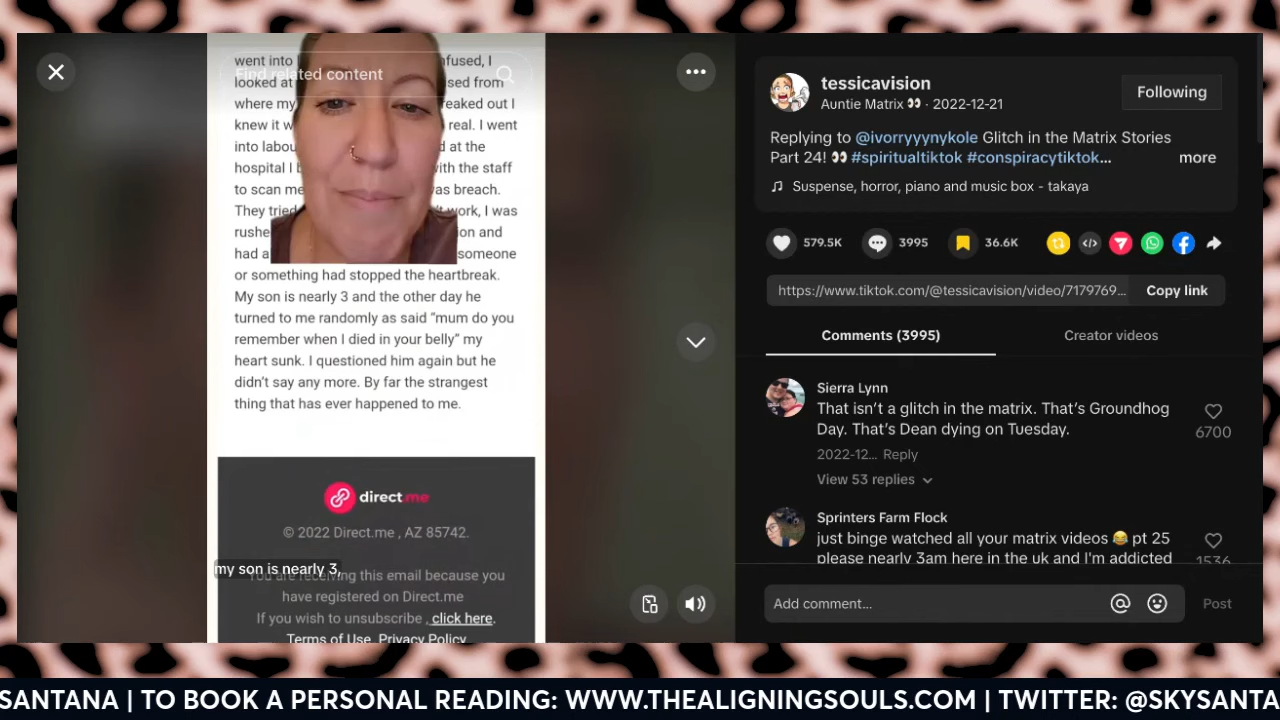 Find related content
went into
nfused, I
looked at
sed from
where my
eaked out I
knew it w
real. I went
into labou
d at the
hospital I b
with the staff
to scan me
as breach.
They tried
't work, I was
rushe
ion and
had a
someone
or something had stopped the heartbreak.
My son is nearly 3 and the other day he
turned to me randomly as said “mum do you
remember when I died in your belly” my
heart sunk. I questioned him again but he
didn’t say any more. By far the strangest
thing that has ever happened to me.
direct.me
© 2022 Direct.me , AZ 85742.
my son is nearly 3,
You are receiving this email because you
have registered on Direct.me
If you wish to unsubscribe , click here.
Terms of Use  Privacy Policy
tessicavision
Auntie Matrix 👀 · 2022-12-21
Following
Replying to @ivorryyynykole Glitch in the Matrix Stories
Part 24! 👀 #spiritualtiktok #conspiracytiktok... more
♫ Suspense, horror, piano and music box - takaya
579.5K 3995 36.6K
https://www.tiktok.com/@tessicavision/video/7179769... Copy link
Comments (3995) Creator videos
Sierra Lynn
That isn’t a glitch in the matrix. That’s Groundhog
Day. That’s Dean dying on Tuesday.
6700
2022-12... Reply
View 53 replies
Sprinters Farm Flock
just binge watched all your matrix videos 😂 pt 25
please nearly 3am here in the uk and I'm addicted
1536
Add comment... Post
SANTANA | TO BOOK A PERSONAL READING: WWW.THEALIGNINGSOULS.COM | TWITTER: @SKYSANTA